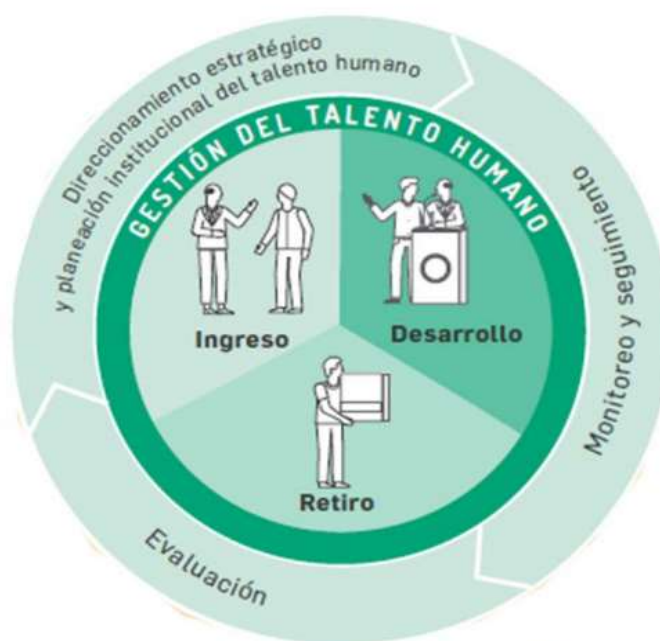 Direccionamiento estratégico
y planeación institucional del talento humano
GESTIÓN DEL TALENTO HUMANO
Ingreso
Desarrollo
Retiro
Monitoreo y seguimiento
Evaluación